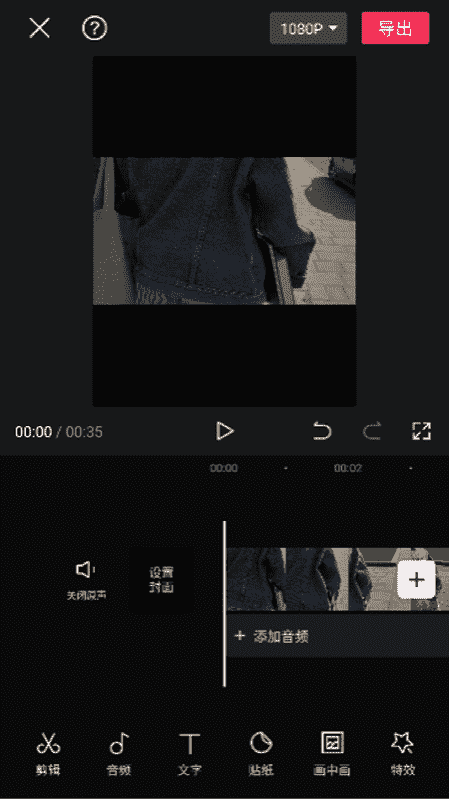 1080P
导出
00:00 / 00:35
00:00
00:02
关闭原声
设置
封面
+ 添加音频
剪辑
音频
文字
贴纸
画中画
特效